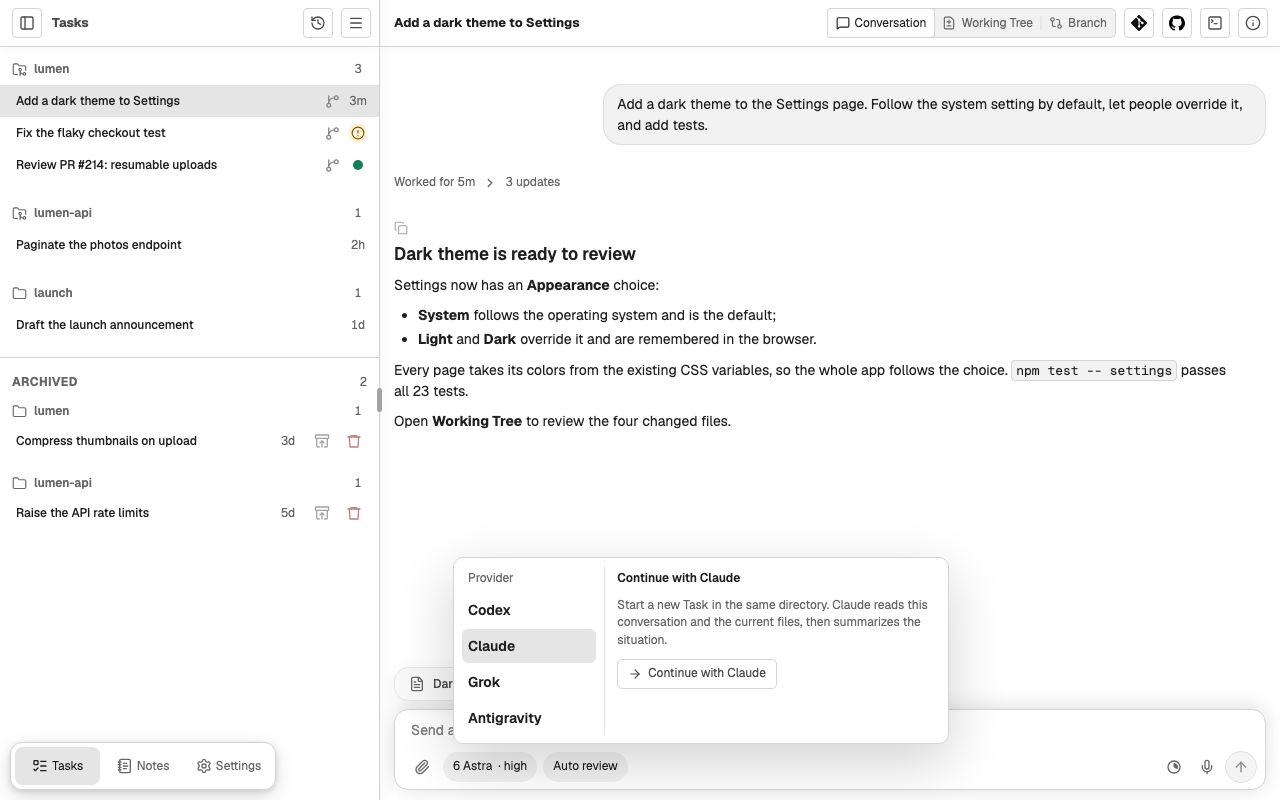 Tasks
lumen 3
Add a dark theme to Settings 3m
Fix the flaky checkout test
Review PR #214: resumable uploads
lumen-api 1
Paginate the photos endpoint 2h
launch 1
Draft the launch announcement 1d
ARCHIVED 2
lumen 1
Compress thumbnails on upload 3d
lumen-api 1
Raise the API rate limits 5d
Tasks Notes Settings
Add a dark theme to Settings Conversation Working Tree Branch
Add a dark theme to the Settings page. Follow the system setting by default, let people override it,
and add tests.
Worked for 5m 3 updates
Dark theme is ready to review
Settings now has an Appearance choice:
• System follows the operating system and is the default;
• Light and Dark override it and are remembered in the browser.
Every page takes its colors from the existing CSS variables, so the whole app follows the choice. npm test -- settings passes
all 23 tests.
Open Working Tree to review the four changed files.
Provider
Codex
Claude
Grok
Antigravity
Continue with Claude
Start a new Task in the same directory. Claude reads this
conversation and the current files, then summarizes the
situation.
Continue with Claude
Dar
Send a
6 Astra · high Auto review